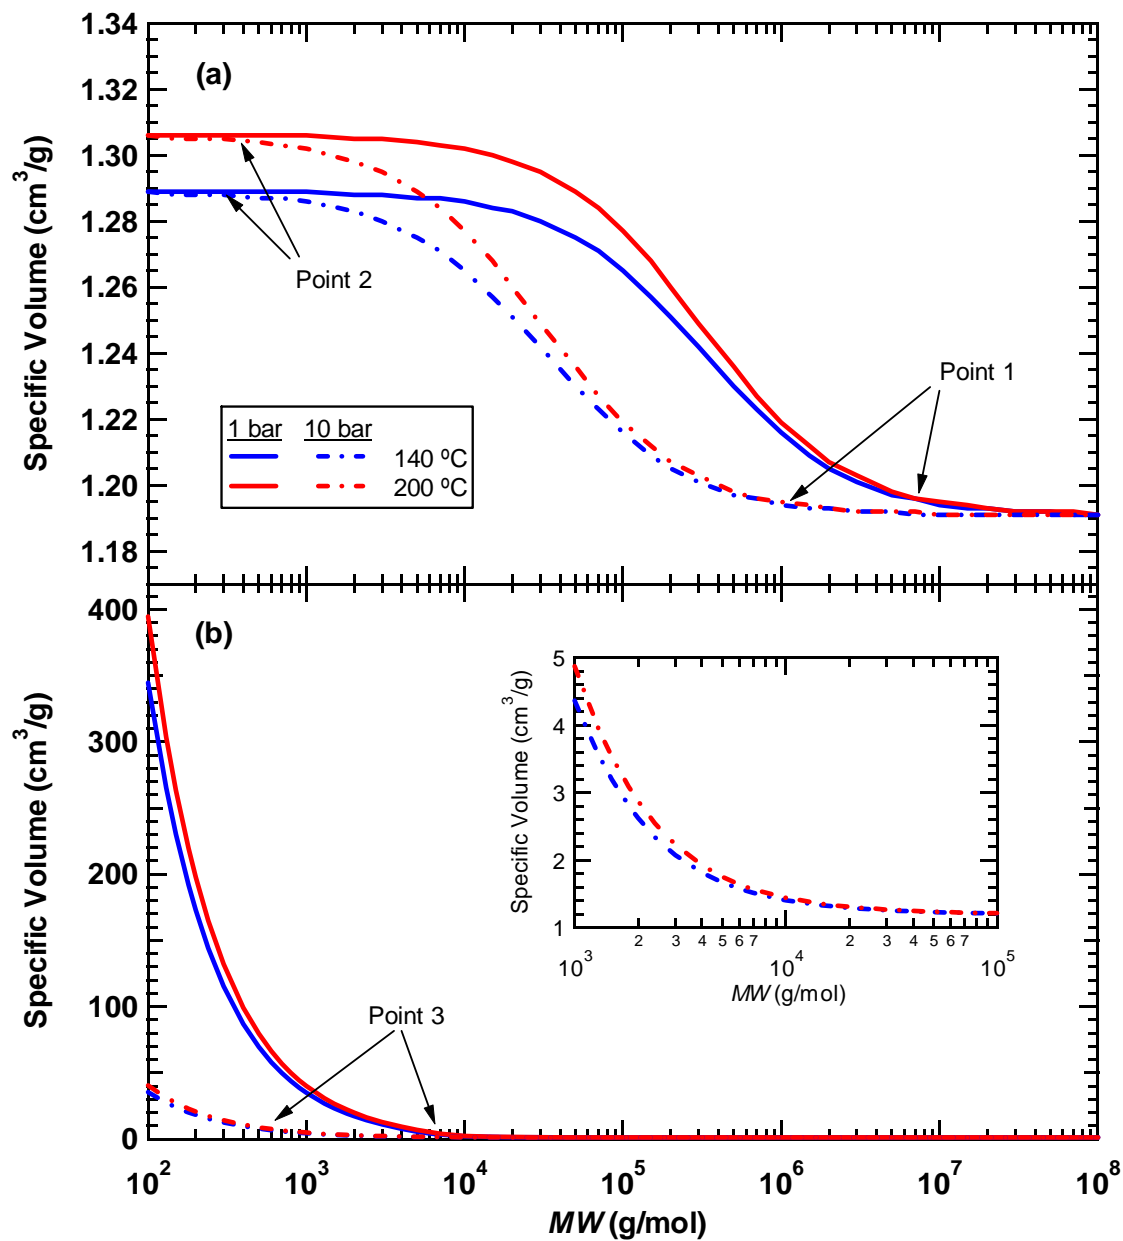 1.34
(a)
1.32
1.30
1.28
Point 2
1.26
1.24
Point 1
1.22
1 bar 10 bar
140 ºC
200 ºC
1.20
1.18
Specific Volume (cm³/g)
400
(b)
300
200
100
0
Specific Volume (cm³/g)
Point 3
5
4
3
2
1
Specific Volume (cm³/g)
2 3 4 5 6 7 2 3 4 5 6 7
10³ 10⁴ 10⁵
MW (g/mol)
10² 10³ 10⁴ 10⁵ 10⁶ 10⁷ 10⁸
MW (g/mol)